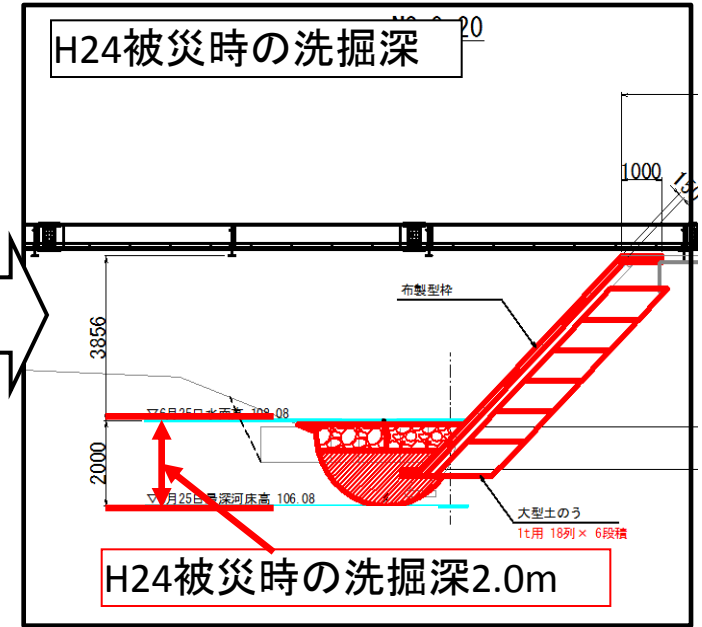 H24被災時の洗掘深
1000
布製型枠
3856
▽6月25日水面高 108.08
2000
月25日最深河床高 106.08
大型土のう
1t用 18列× 6段積
H24被災時の洗掘深2.0m